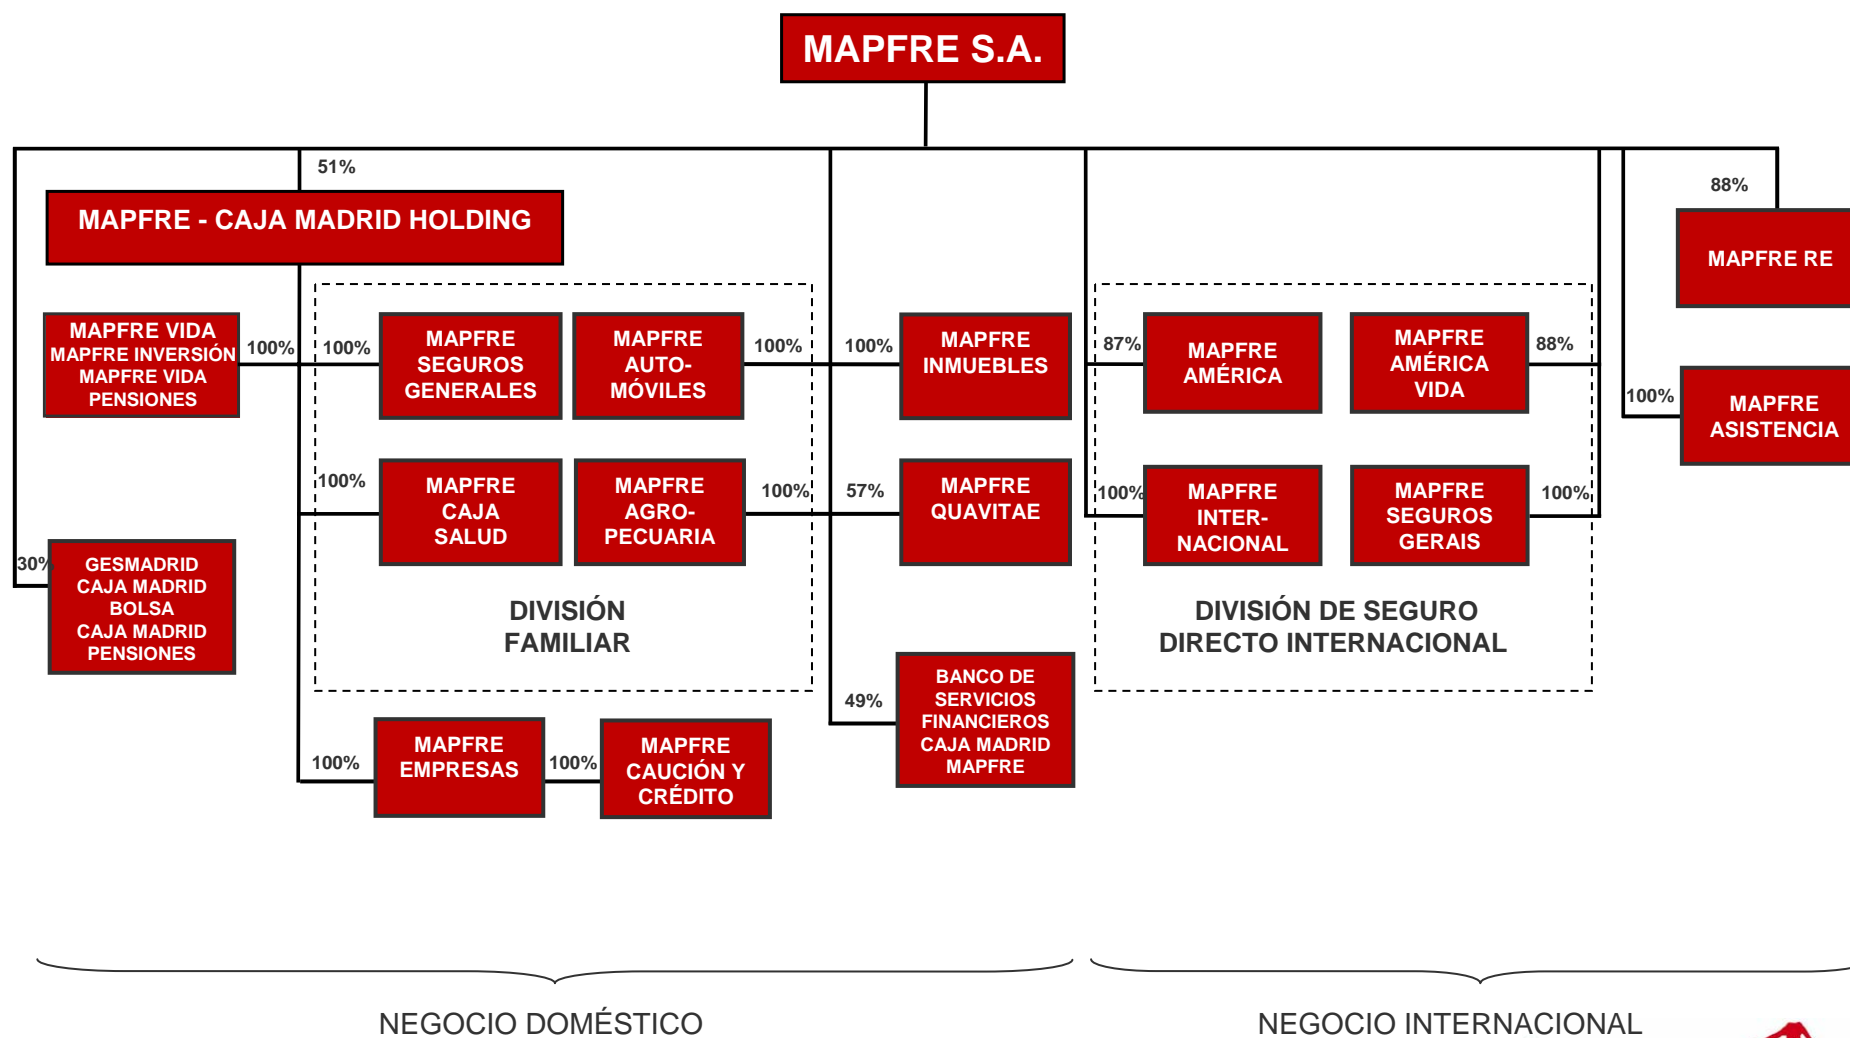 MAPFRE S.A.
51%
88%
MAPFRE - CAJA MADRID HOLDING
MAPFRE RE
MAPFRE VIDA
MAPFRE INVERSIÓN
MAPFRE VIDA
PENSIONES
100%
100%
MAPFRE
SEGUROS
GENERALES
MAPFRE
AUTO-
MÓVILES
100%
100%
MAPFRE
INMUEBLES
87%
MAPFRE
AMÉRICA
MAPFRE
AMÉRICA
VIDA
88%
100%
MAPFRE
ASISTENCIA
100%
MAPFRE
CAJA
SALUD
MAPFRE
AGRO-
PECUARIA
100%
57%
MAPFRE
QUAVITAE
100%
MAPFRE
INTER-
NACIONAL
MAPFRE
SEGUROS
GERAIS
100%
30%
GESMADRID
CAJA MADRID
BOLSA
CAJA MADRID
PENSIONES
DIVISIÓN
FAMILIAR
DIVISIÓN DE SEGURO
DIRECTO INTERNACIONAL
49%
BANCO DE
SERVICIOS
FINANCIEROS
CAJA MADRID
MAPFRE
100%
MAPFRE
EMPRESAS
100%
MAPFRE
CAUCIÓN Y
CRÉDITO
NEGOCIO DOMÉSTICO
NEGOCIO INTERNACIONAL